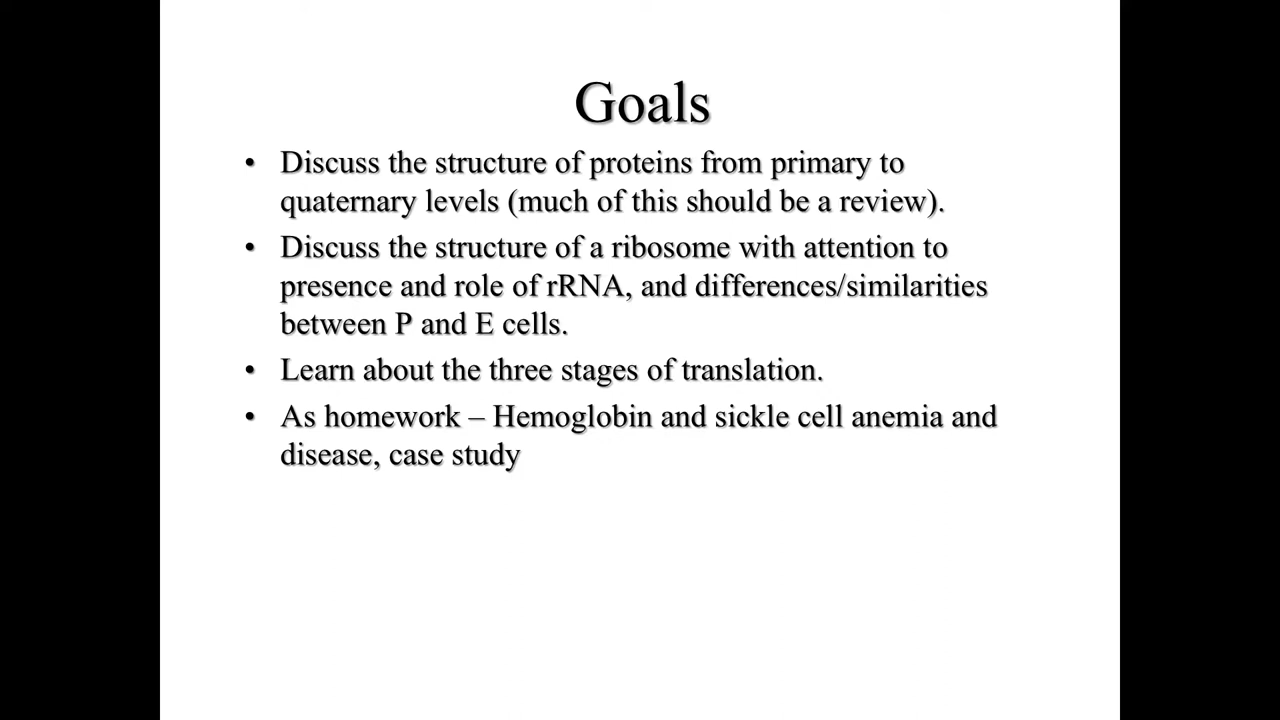 Goals
• Discuss the structure of proteins from primary to
quaternary levels (much of this should be a review).
• Discuss the structure of a ribosome with attention to
presence and role of rRNA, and differences/similarities
between P and E cells.
• Learn about the three stages of translation.
• As homework – Hemoglobin and sickle cell anemia and
disease, case study